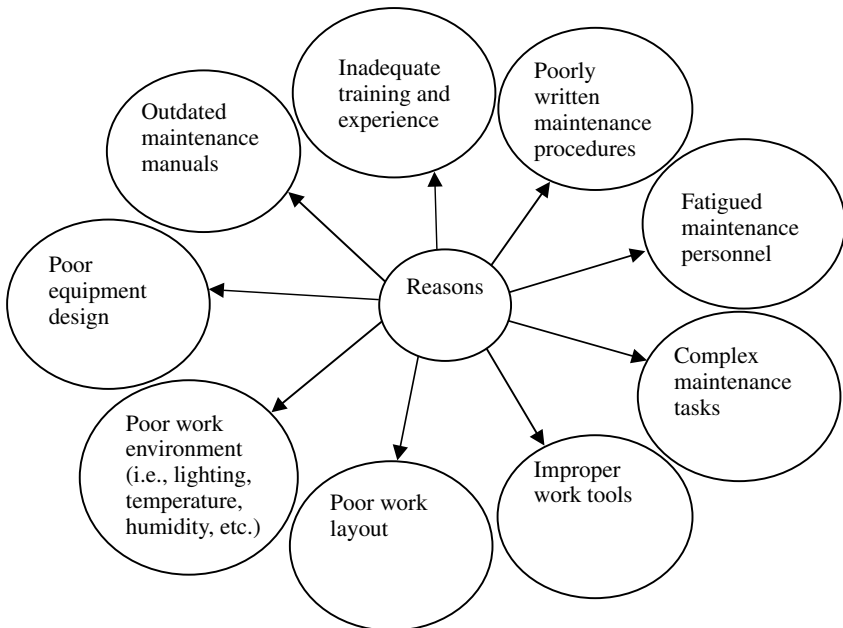 Inadequate
training and
experience
Poorly
written
maintenance
procedures
Outdated
maintenance
manuals
Fatigued
maintenance
personnel
Poor
equipment
design
Reasons
Complex
maintenance
tasks
Poor work
environment
(i.e., lighting,
temperature,
humidity, etc.)
Poor work
layout
Improper
work tools